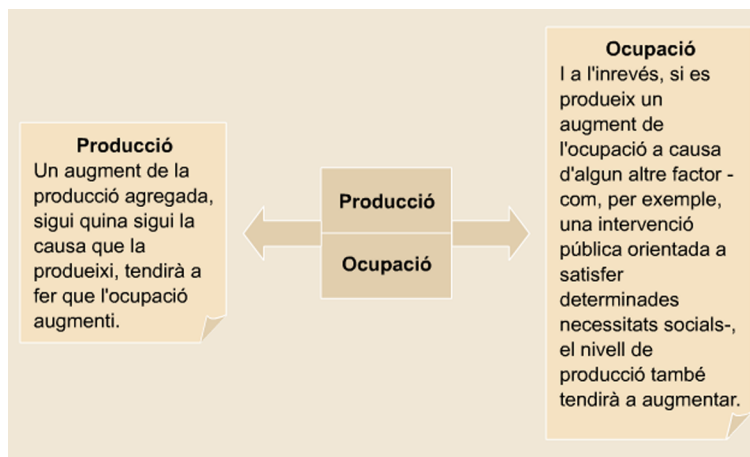 Producció
Un augment de la
producció agregada,
sigui quina sigui la
causa que la
produeixi, tendirà a
fer que l'ocupació
augmenti.
Producció
Ocupació
Ocupació
I a l'inrevés, si es
produeix un
augment de
l'ocupació a causa
d'algun altre factor -
com, per exemple,
una intervenció
pública orientada a
satisfer
determinades
necessitats socials-,
el nivell de
producció també
tendirà a augmentar.